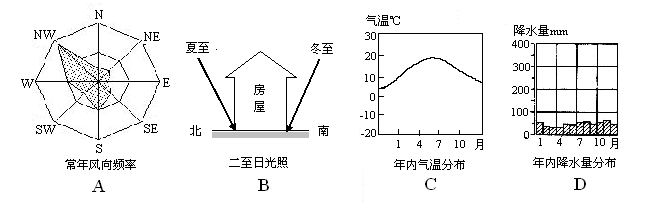 N
NE
E
SE
S
SW
W
NW
常年风向频率
A
夏至
冬至
房
屋
北
南
二至日光照
B
气温℃
30
20
10
0
-10
-20
1 4 7 10 月
年内气温分布
C
降水量mm
400
300
200
100
0
1 4 7 10 月
年内降水量分布
D